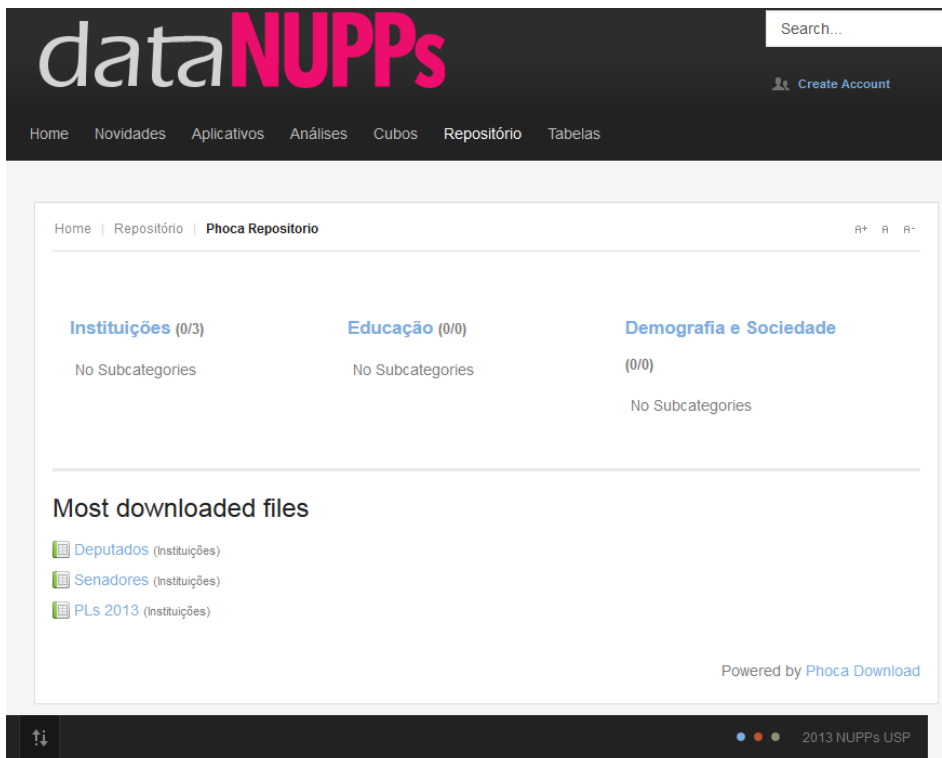 dataNUPPs
Search...
Create Account
Home Novidades Aplicativos Análises Cubos Repositório Tabelas
Home | Repositório | Phoca Repositorio A+ A A-
Instituições (0/3)
No Subcategories
Educação (0/0)
No Subcategories
Demografia e Sociedade
(0/0)
No Subcategories
Most downloaded files
Deputados (Instituições)
Senadores (Instituições)
PLs 2013 (Instituições)
Powered by Phoca Download
2013 NUPPs USP